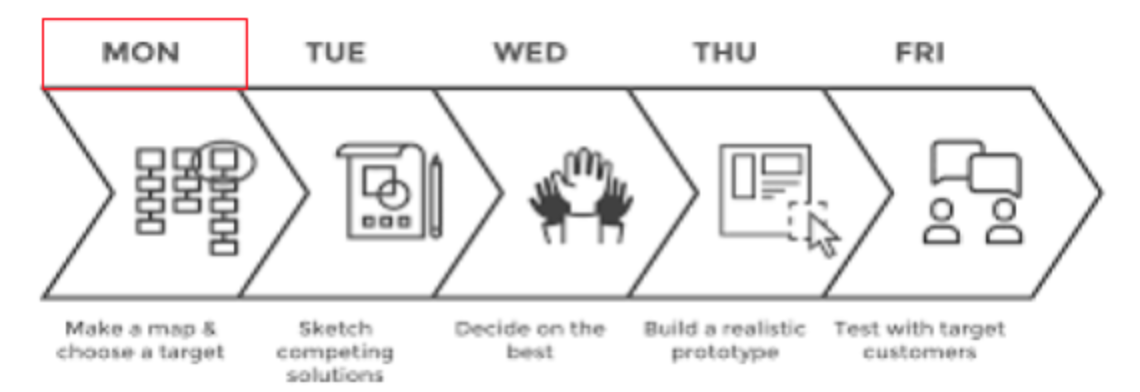 MON
TUE
WED
THU
FRI
Make a map &
choose a target
Sketch
competing
solutions
Decide on the
best
Build a realistic
prototype
Test with target
customers